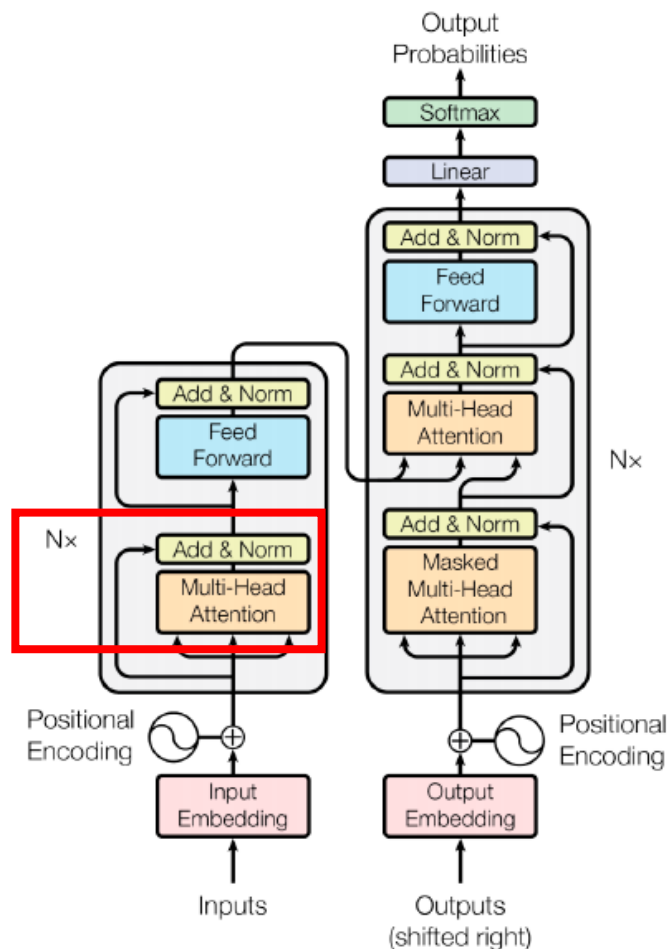 Output
Probabilities
Softmax
Linear
Add & Norm
Feed
Forward
Add & Norm
Multi-Head
Attention
Nx
Add & Norm
Masked
Multi-Head
Attention
Add & Norm
Feed
Forward
Nx
Add & Norm
Multi-Head
Attention
Positional
Encoding
Positional
Encoding
Input
Embedding
Output
Embedding
Inputs
Outputs
(shifted right)